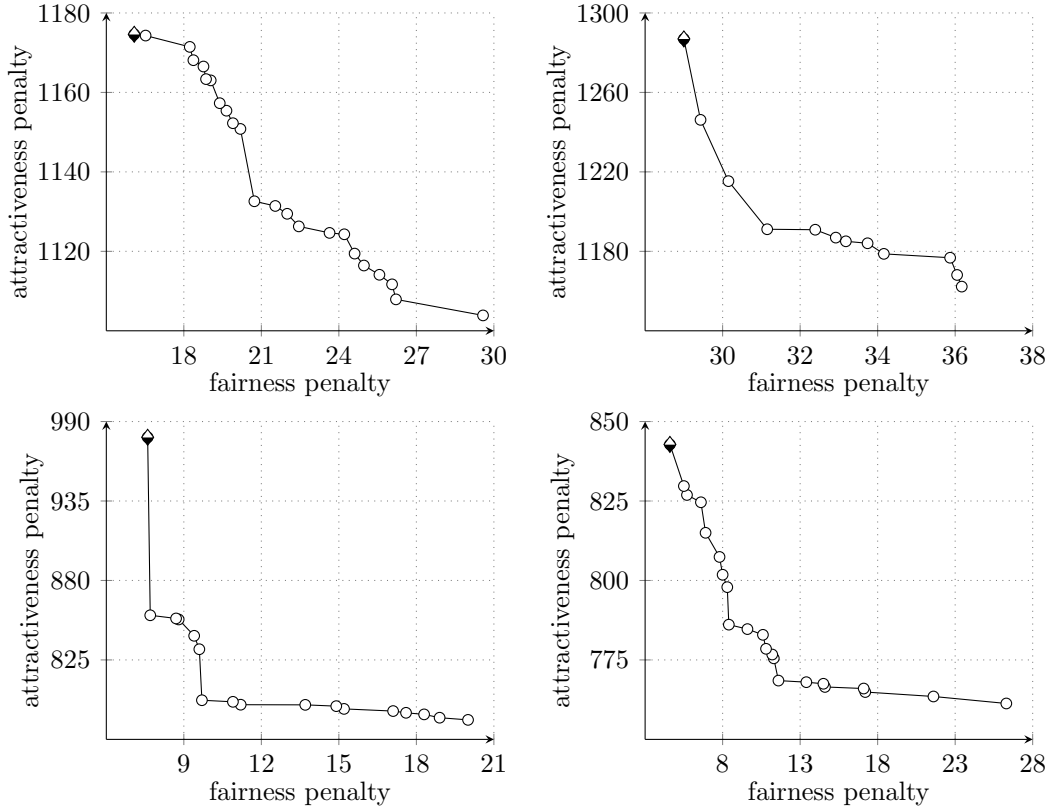 1180
1160
1140
1120
attractiveness penalty
18 21 24 27 30
fairness penalty
1300
1260
1220
1180
attractiveness penalty
30 32 34 36 38
fairness penalty
990
935
880
825
attractiveness penalty
9 12 15 18 21
fairness penalty
850
825
800
775
attractiveness penalty
8 13 18 23 28
fairness penalty